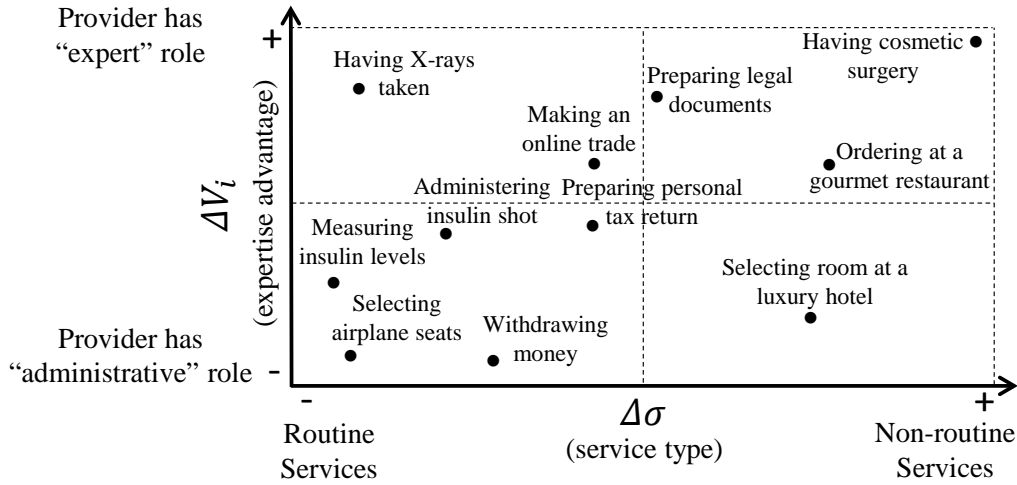 Provider has
“expert” role
+
Having X-rays
taken
Preparing legal
documents
Having cosmetic
surgery
Making an
online trade
Ordering at a
gourmet restaurant
ΔVᵢ
(expertise advantage)
Administering
insulin shot
Preparing personal
tax return
Measuring
insulin levels
Selecting room at a
luxury hotel
Selecting
airplane seats
Withdrawing
money
Provider has
“administrative” role
-
-
Δσ
+
(service type)
Routine
Services
Non-routine
Services